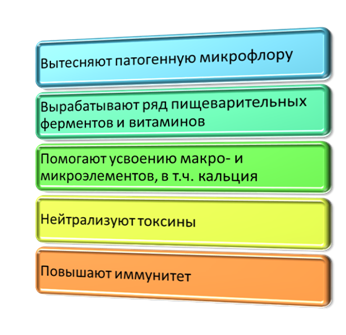 Вытесняют патогенную микрофлору
Вырабатывают ряд пищеварительных
ферментов и витаминов
Помогают усвоению макро- и
микроэлементов, в т.ч. кальция
Нейтрализуют токсины
Повышают иммунитет